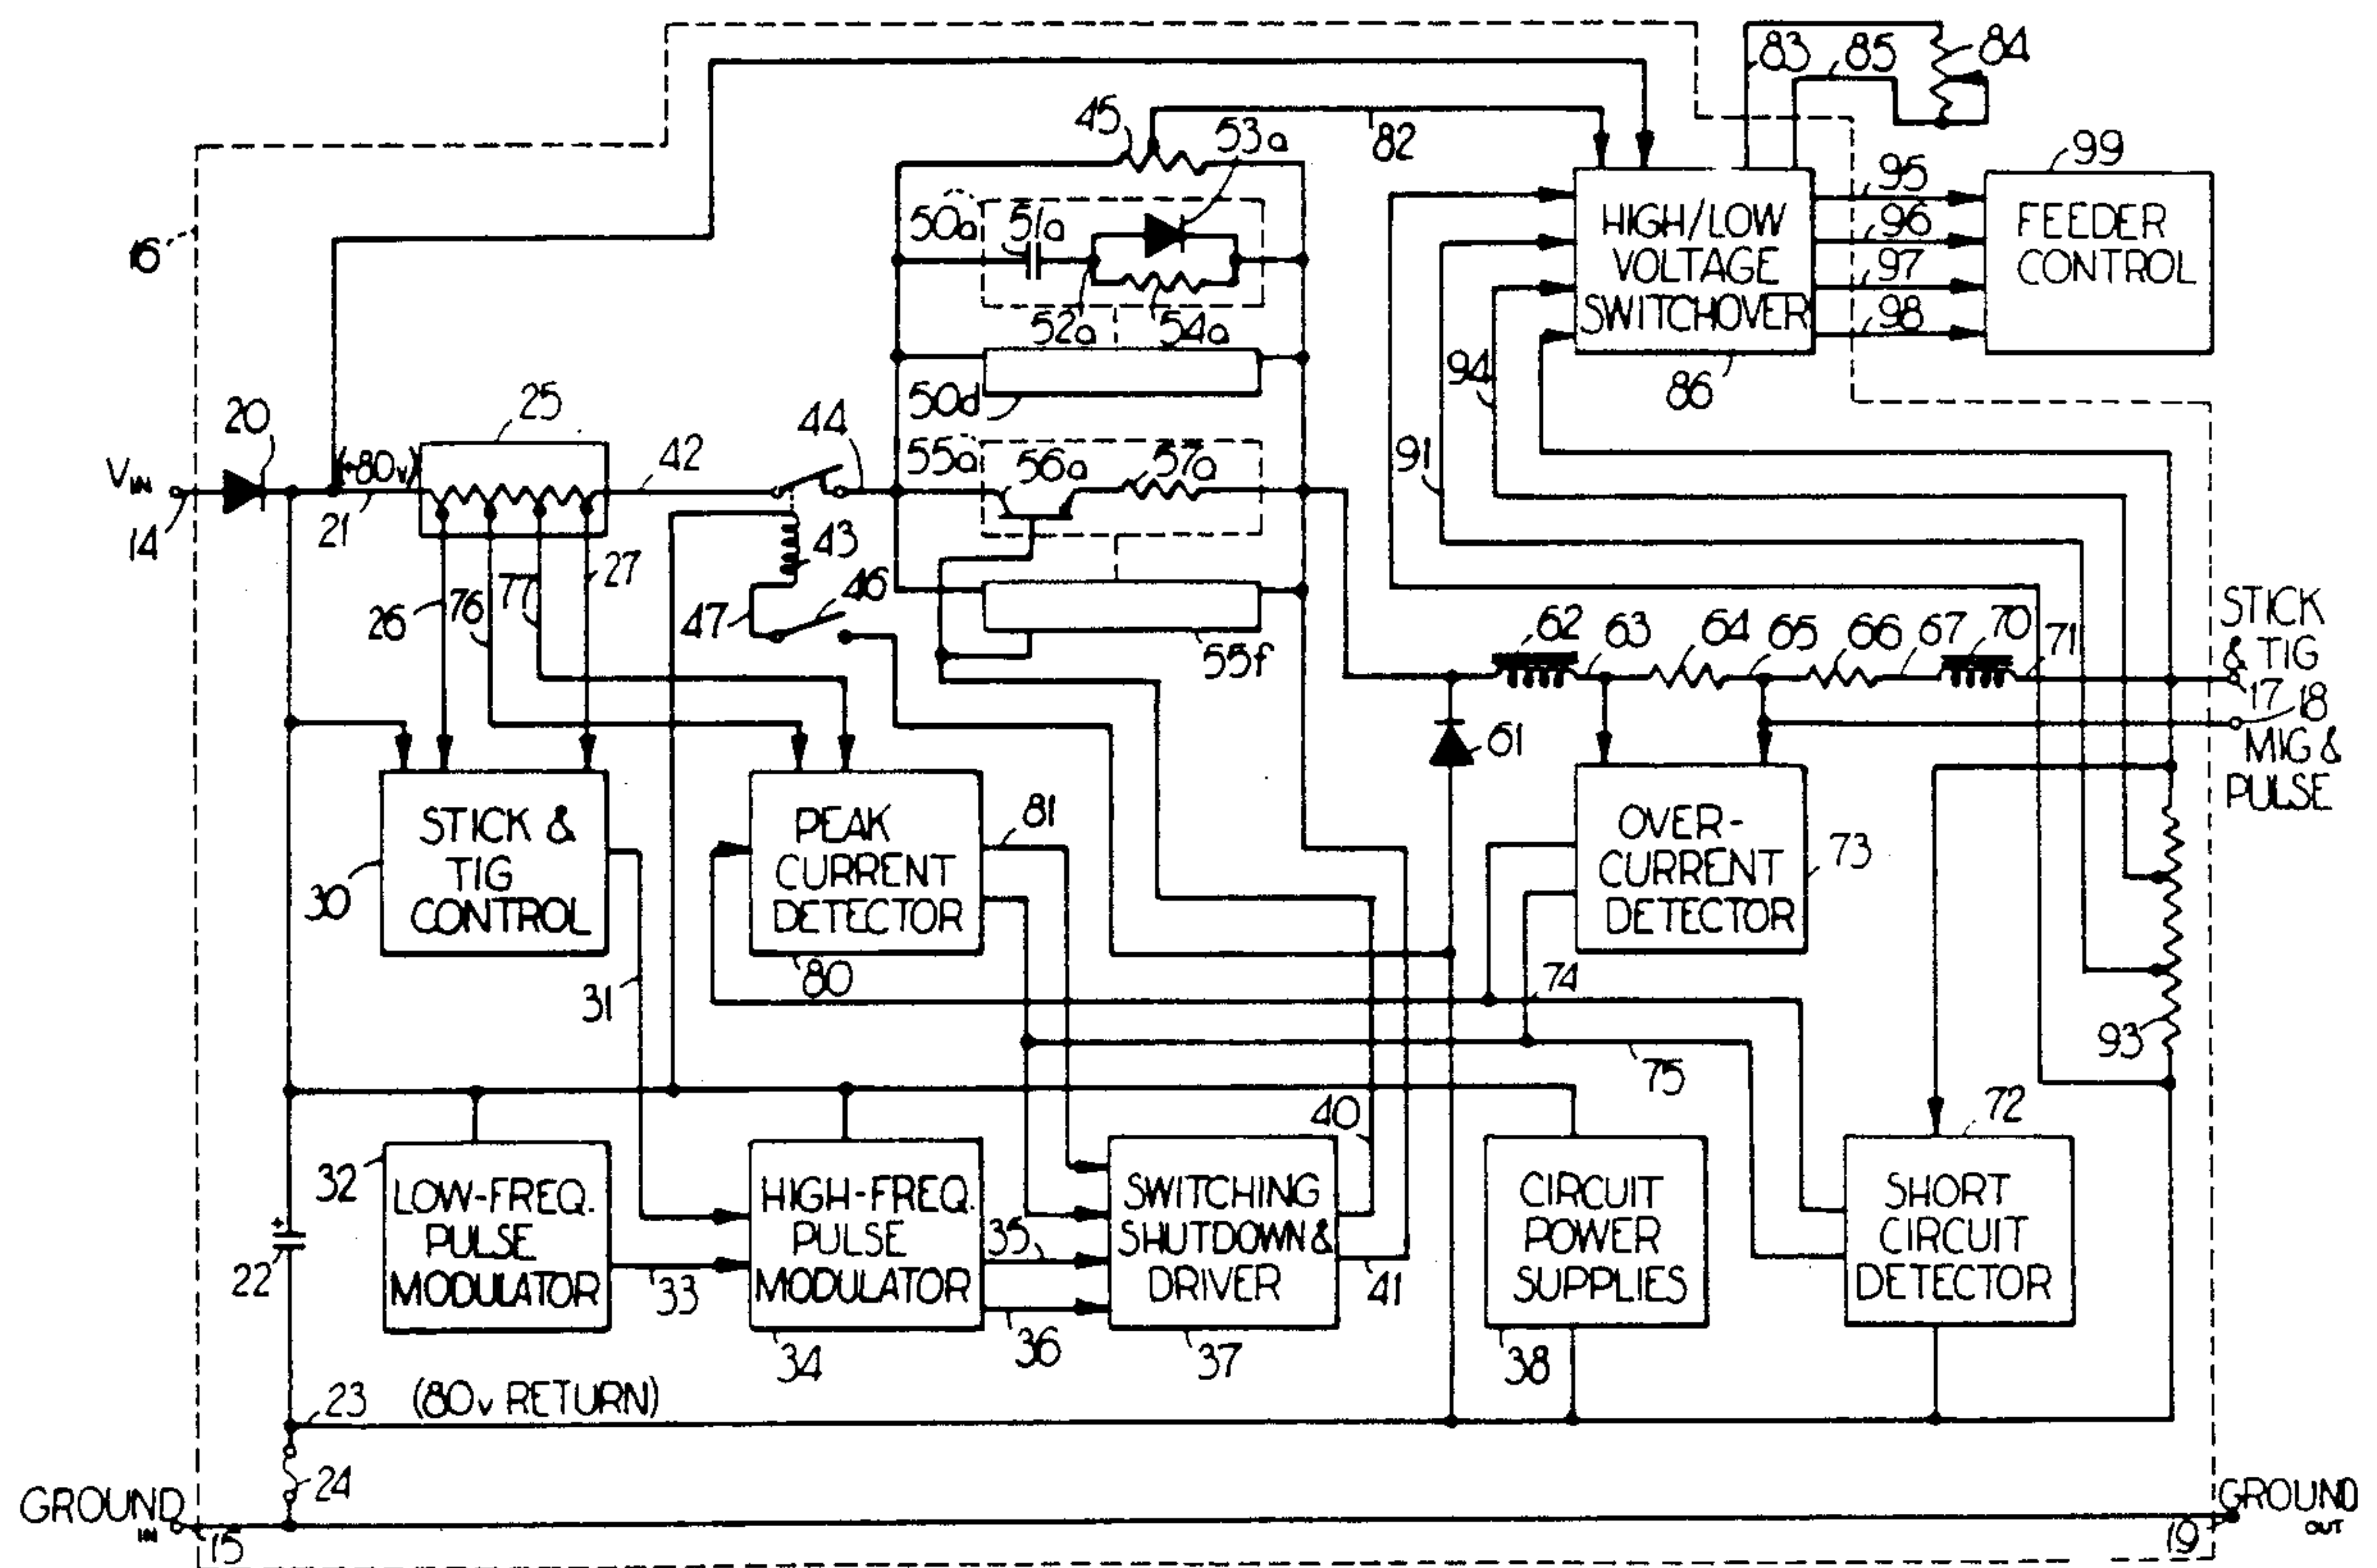 83
85
84
45
53a
82
99
95
50a
51a
HIGH/LOW
VOLTAGE
SWITCHOVER
96
FEEDER
CONTROL
16
97
98
52a
54a
94
86
20
25
50d
44
42
91
V IN
(+80v)
55a
56a
57a
14
21
43
27
STICK
& TIG
17
26
76
77
47
46
55f
62
63
64
65
66
67
70
71
18
MIG &
PULSE
61
STICK &
TIG
CONTROL
30
PEAK
CURRENT
DETECTOR
80
81
OVER-
CURRENT
DETECTOR
73
31
74
93
75
40
72
32
LOW-FREQ.
PULSE
MODULATOR
33
HIGH-FREQ.
PULSE
MODULATOR
34
35
36
SWITCHING
SHUTDOWN &
DRIVER
37
41
CIRCUIT
POWER
SUPPLIES
38
SHORT
CIRCUIT
DETECTOR
22
23
(80v RETURN)
24
GROUND
IN
15
19
GROUND
OUT